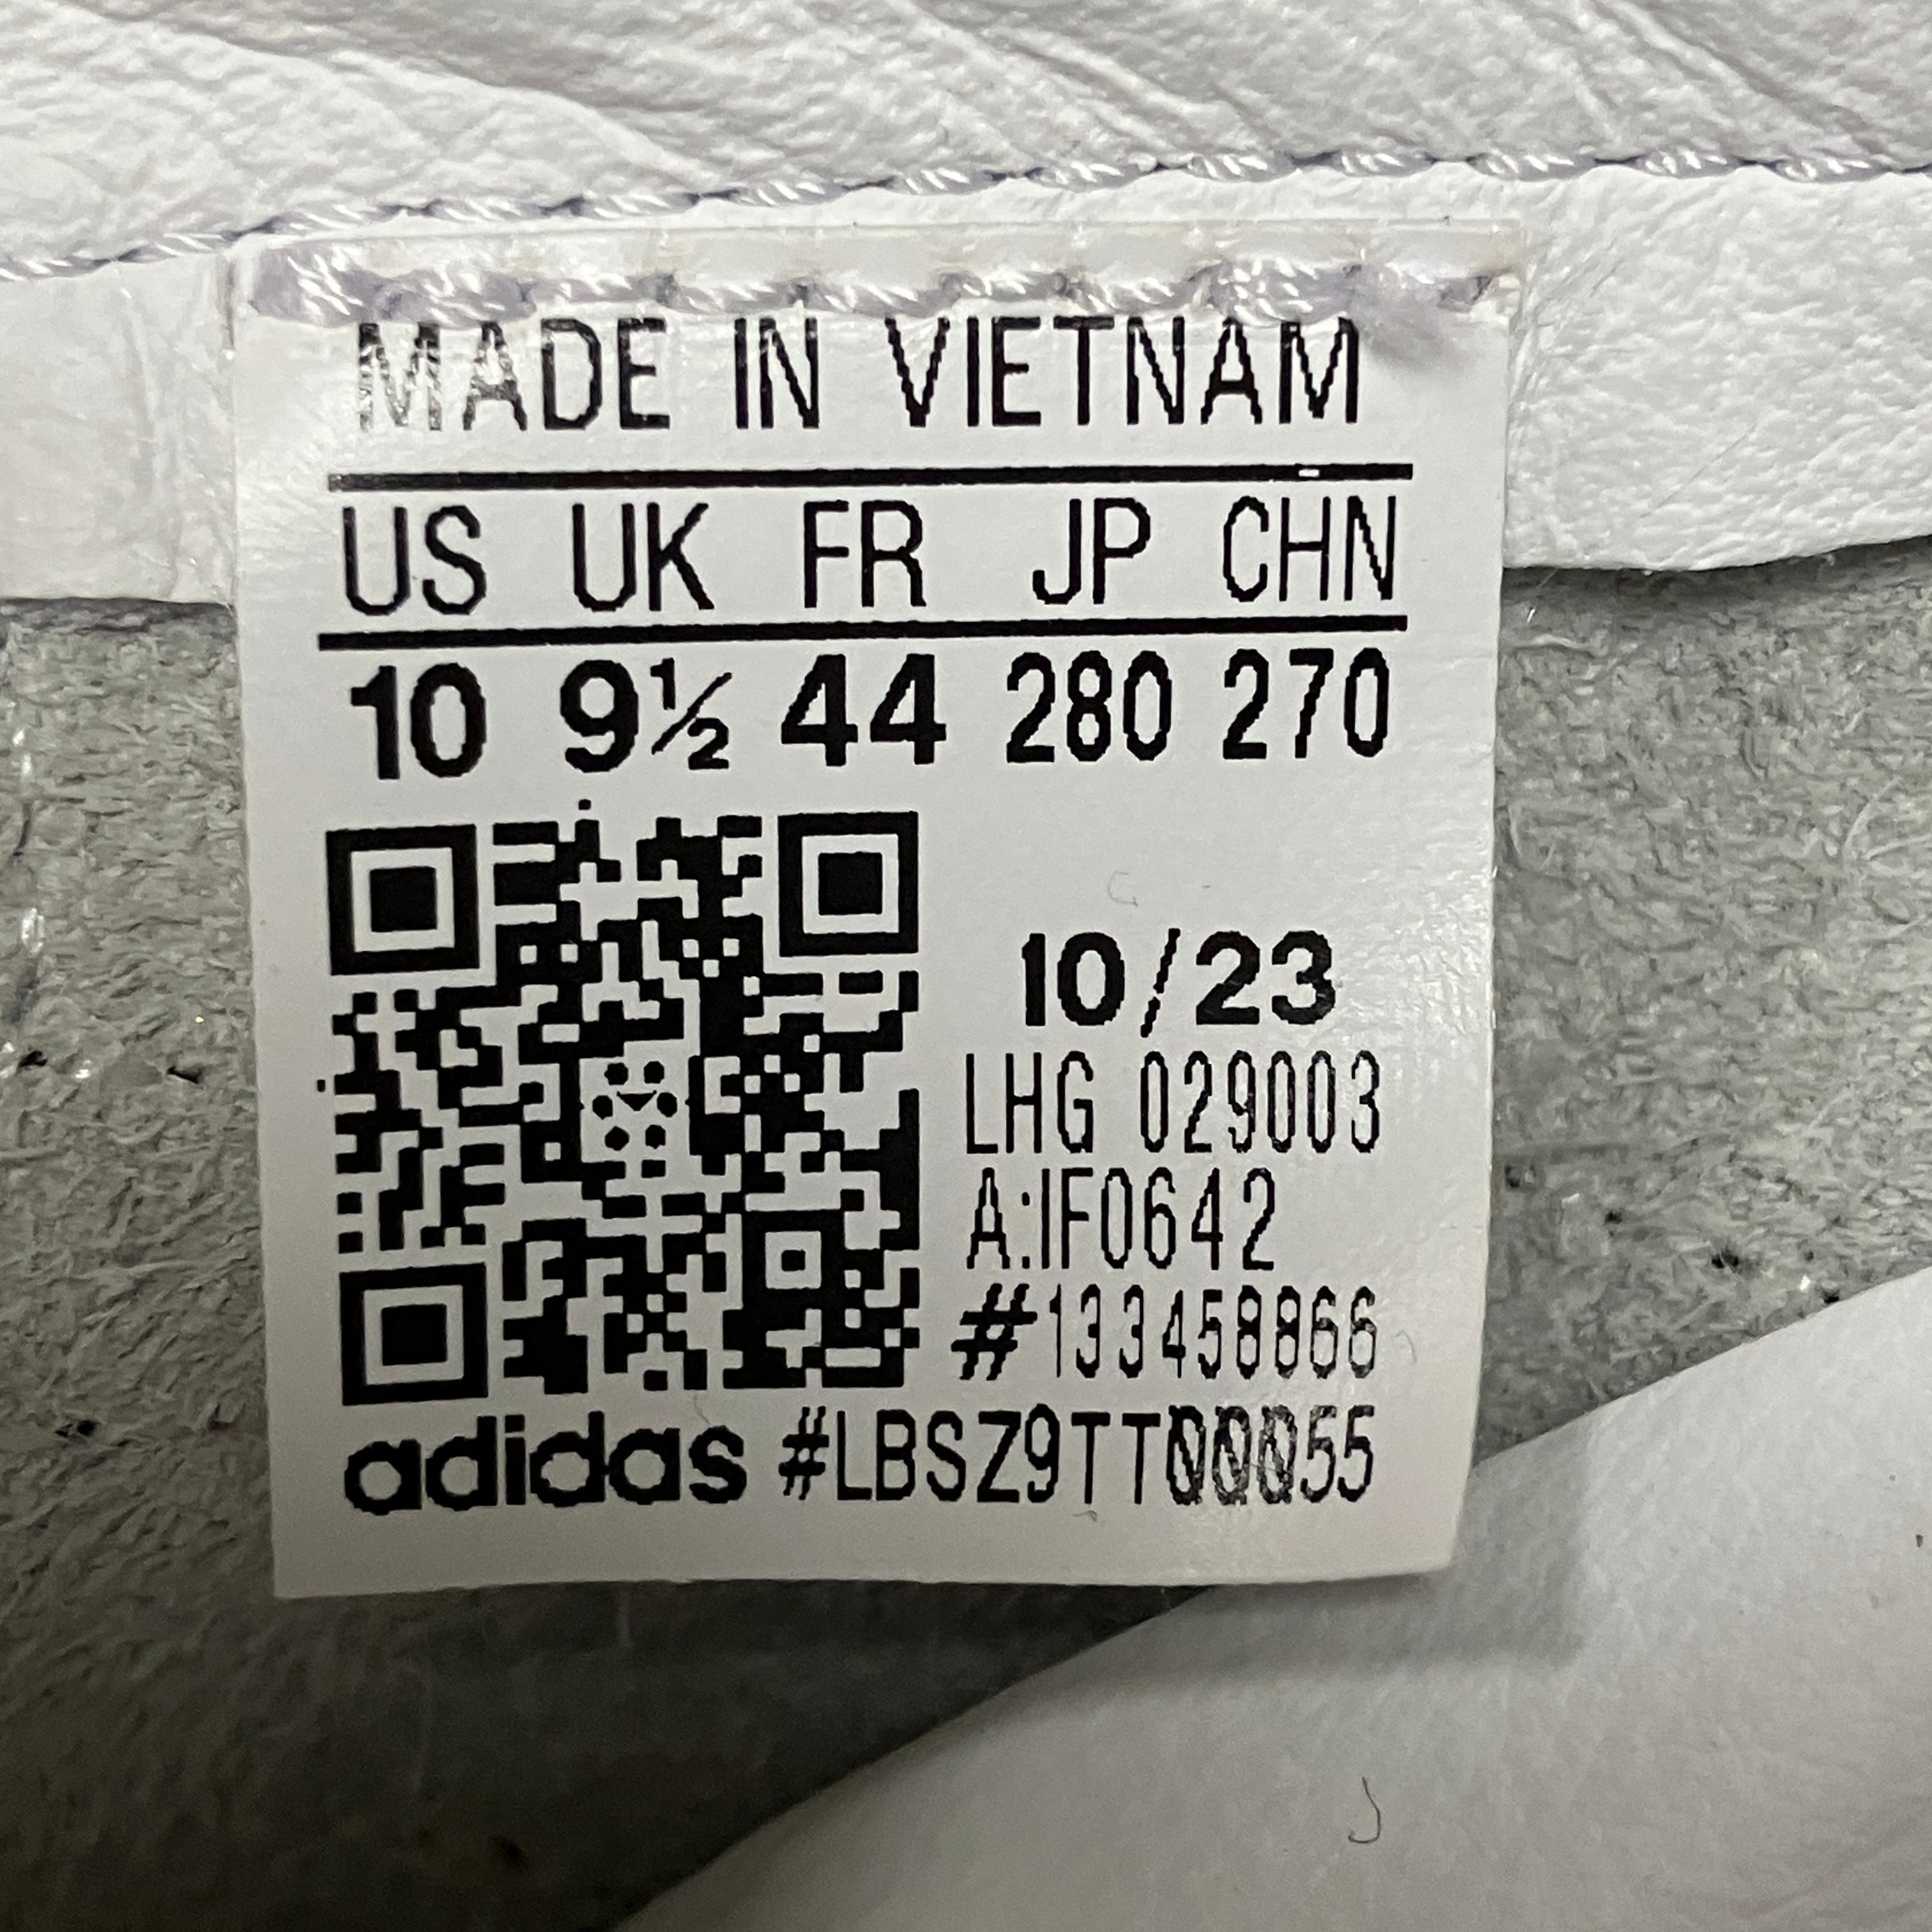 MADE IN VIETNAM
US UK FR JP CHN
10 9½ 44 280 270
10/23
LHG 029003
A:IF0642
#133458866
adidas #LBSZ9TT00055